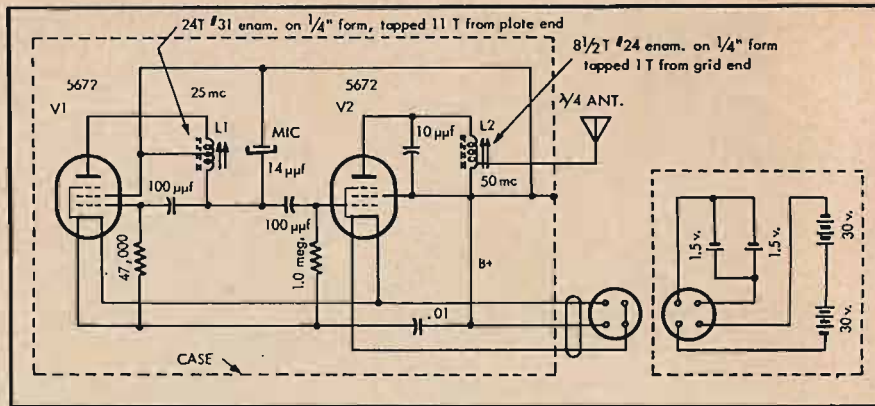 24T #31 enam. on 1/4" form, tapped 11 T from plate end
8 1/2T #24 enam. on 1/4" form
tapped 1 T from grid end
5672
V1
25 mc
L1
MIC
14 μμf
5672
V2
10 μμf
L2
λ/4 ANT.
50 mc
100 μμf
100 μμf
47,000
1.0 meg.
B+
.01
CASE
1.5 v.
1.5 v.
30 v.
30 v.